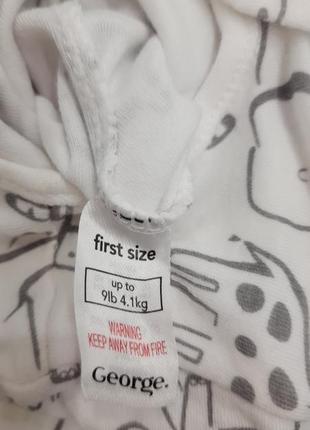 first size
up to
9lb 4.1kg
WARNING
KEEP AWAY FROM FIRE
George.